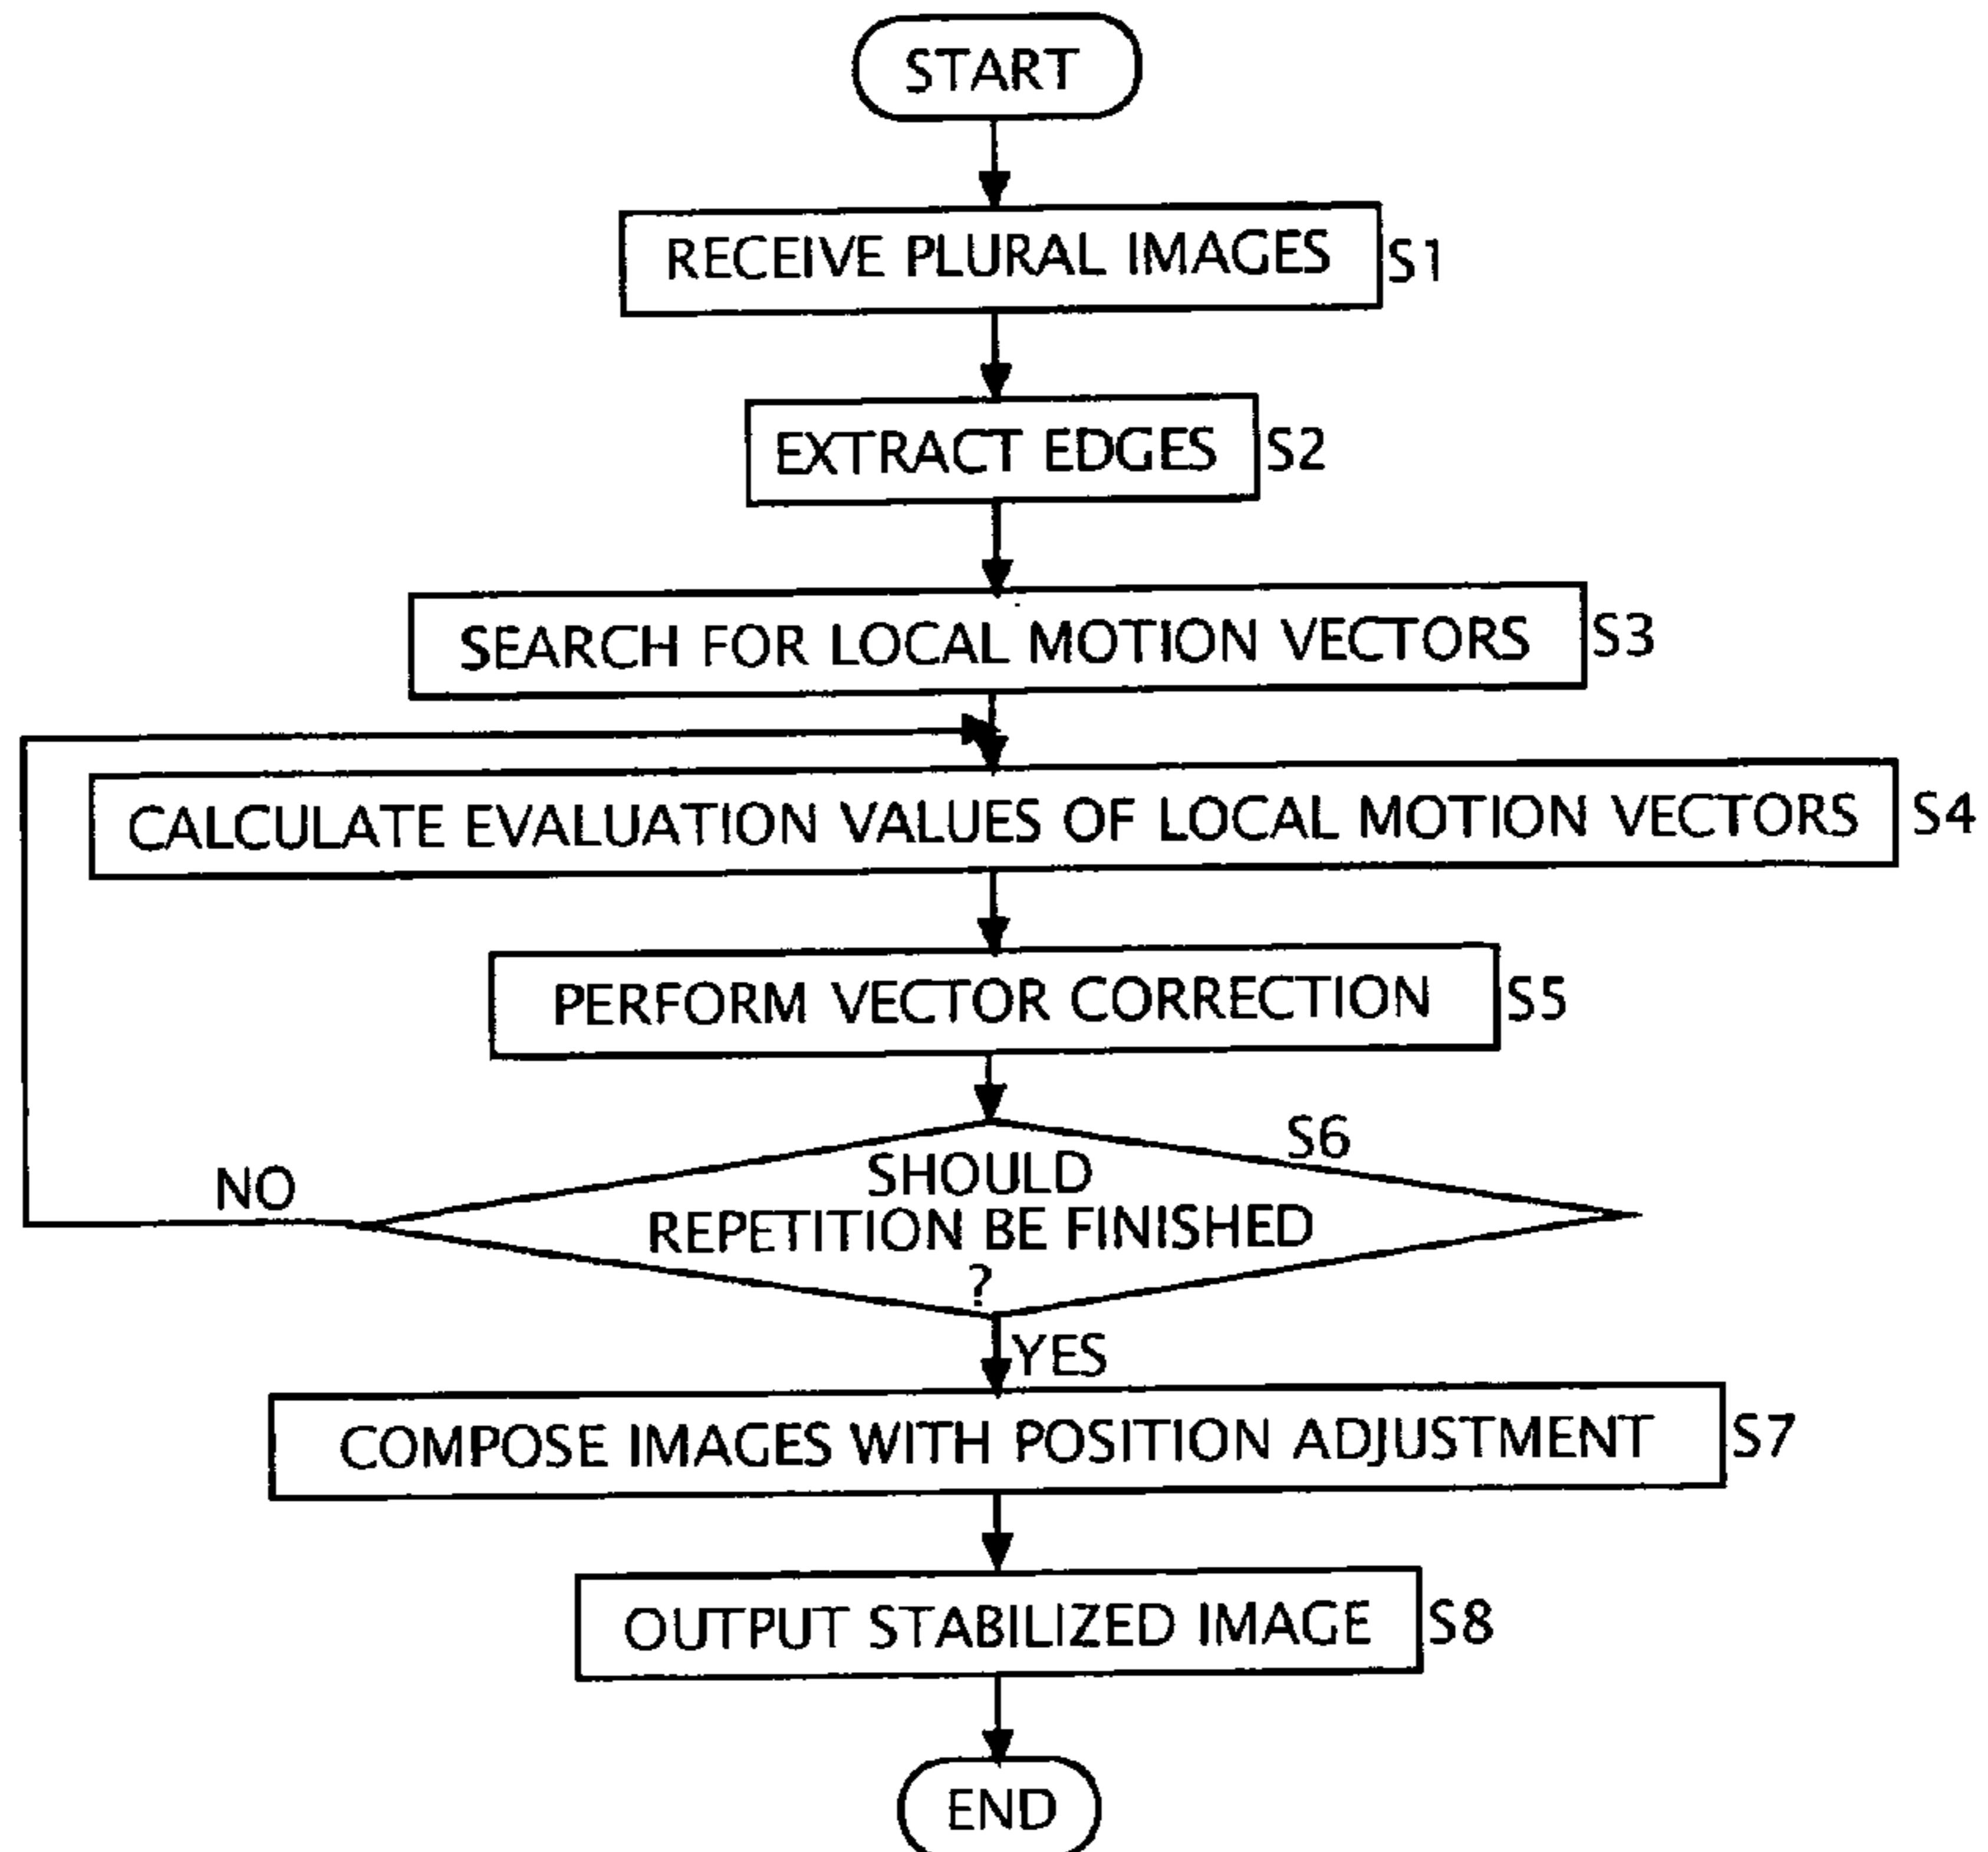 START
RECEIVE PLURAL IMAGES S1
EXTRACT EDGES S2
SEARCH FOR LOCAL MOTION VECTORS S3
CALCULATE EVALUATION VALUES OF LOCAL MOTION VECTORS S4
PERFORM VECTOR CORRECTION S5
S6
SHOULD
NO
REPETITION BE FINISHED
?
YES
COMPOSE IMAGES WITH POSITION ADJUSTMENT S7
OUTPUT STABILIZED IMAGE S8
END